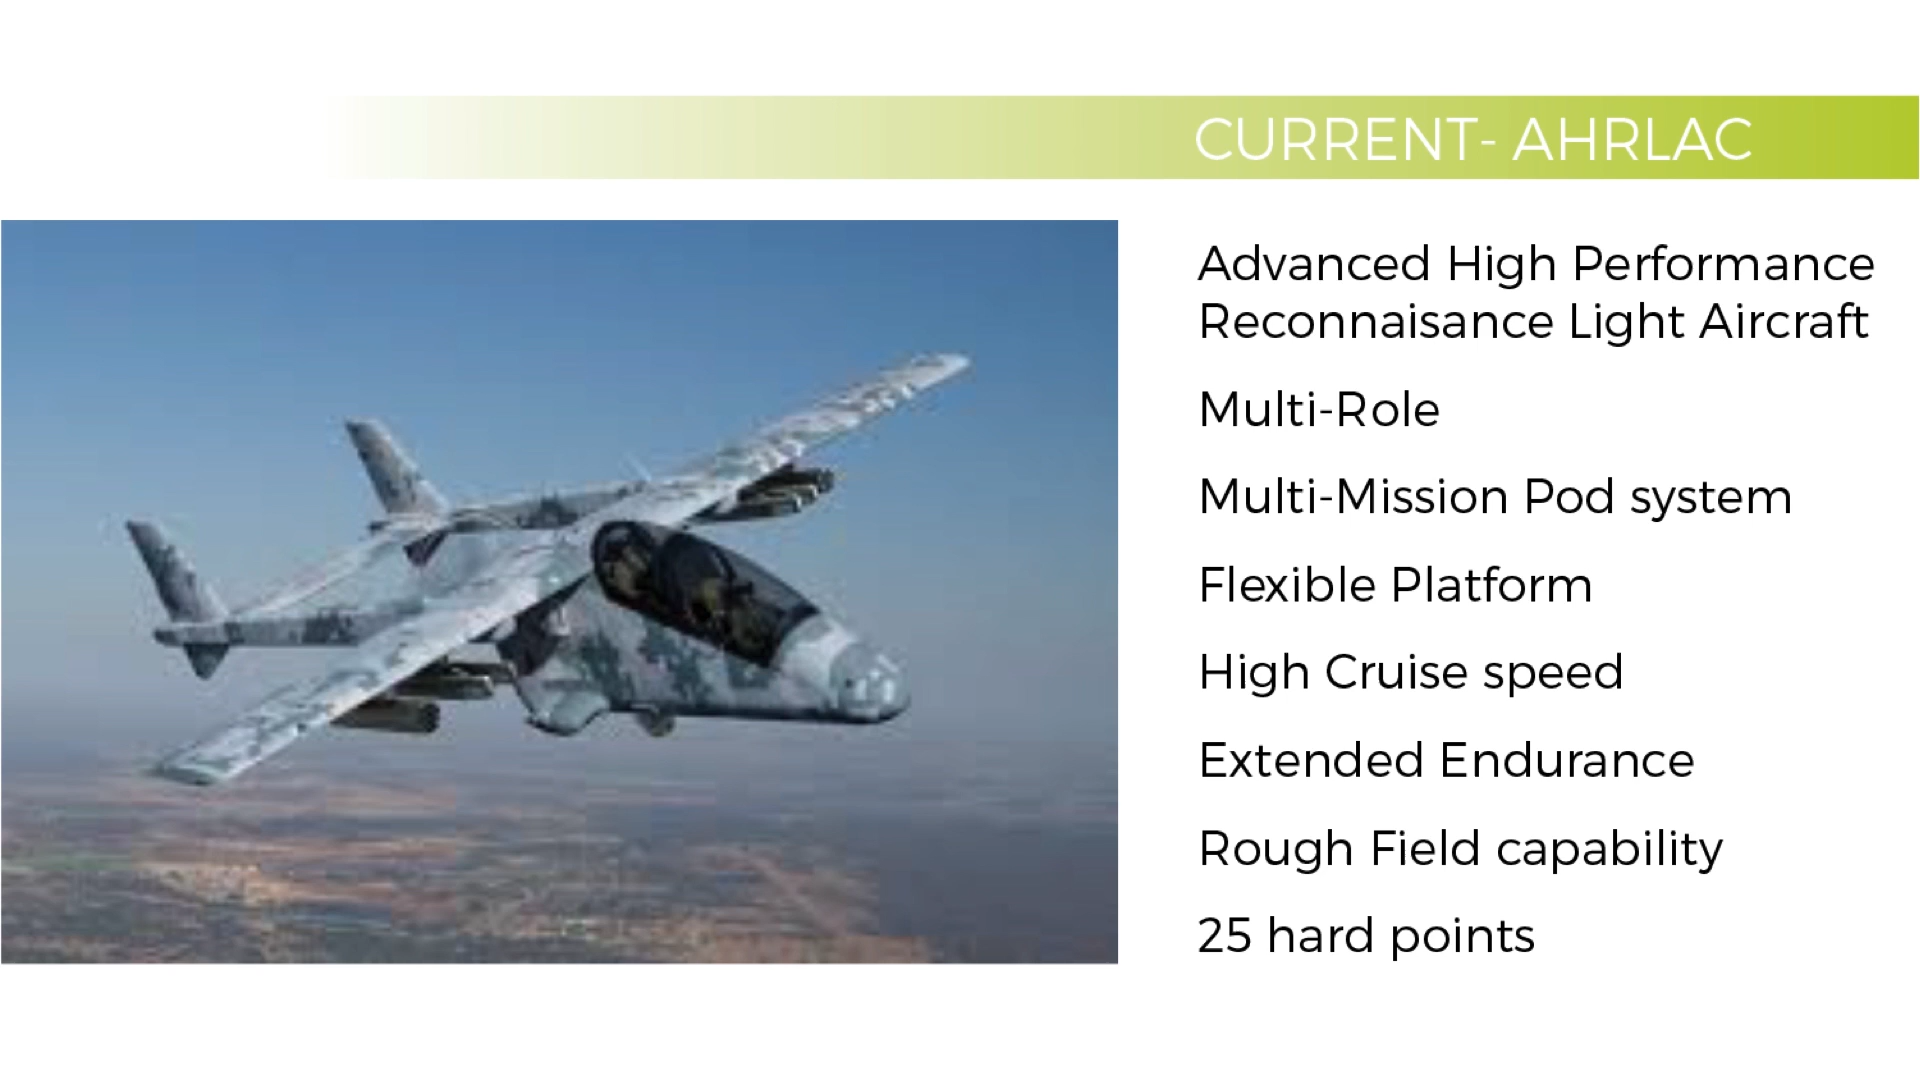 CURRENT- AHRLAC
Advanced High Performance
Reconnaisance Light Aircraft
Multi-Role
Multi-Mission Pod system
Flexible Platform
High Cruise speed
Extended Endurance
Rough Field capability
25 hard points